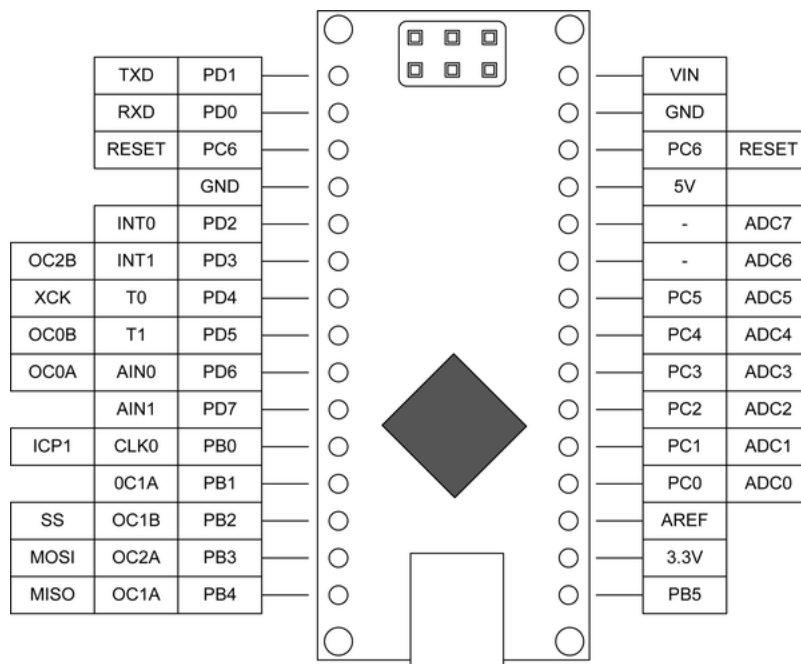 TXD PD1 VIN
RXD PD0 GND
RESET PC6 PC6 RESET
GND 5V
INT0 PD2 - ADC7
OC2B INT1 PD3 - ADC6
XCK T0 PD4 PC5 ADC5
OC0B T1 PD5 PC4 ADC4
OC0A AIN0 PD6 PC3 ADC3
AIN1 PD7 PC2 ADC2
ICP1 CLK0 PB0 PC1 ADC1
0C1A PB1 PC0 ADC0
SS OC1B PB2 AREF
MOSI OC2A PB3 3.3V
MISO OC1A PB4 PB5